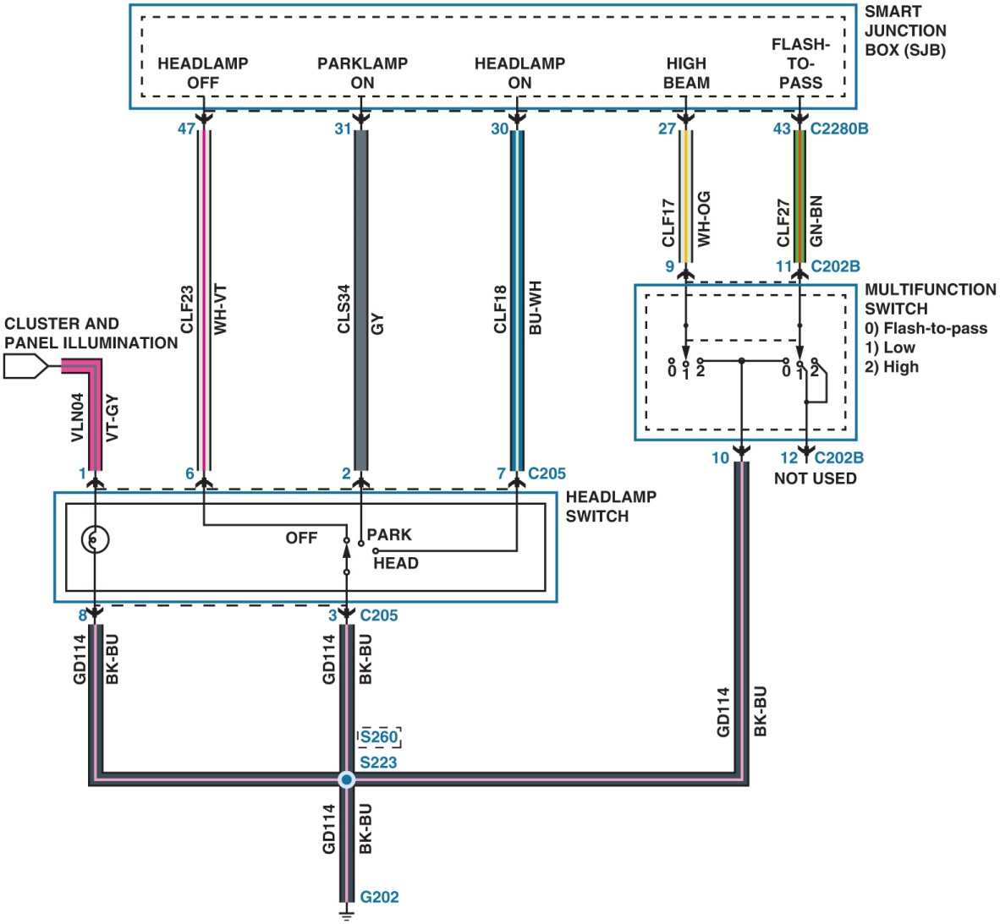 SMART
JUNCTION
BOX (SJB)
HEADLAMP
OFF
PARKLAMP
ON
HEADLAMP
ON
HIGH
BEAM
FLASH-
TO-
PASS
47
31
30
27
43
C2280B
CLF23
WH-VT
CLS34
GY
CLF18
BU-WH
CLF17
WH-OG
CLF27
GN-BN
9
11
C202B
MULTIFUNCTION
SWITCH
0) Flash-to-pass
1) Low
2) High
0
1
2
0
1
2
10
12
C202B
NOT USED
CLUSTER AND
PANEL ILLUMINATION
VLN04
VT-GY
1
6
2
7
C205
HEADLAMP
SWITCH
OFF
PARK
HEAD
8
3
C205
GD114
BK-BU
GD114
BK-BU
GD114
BK-BU
S260
S223
GD114
BK-BU
G202